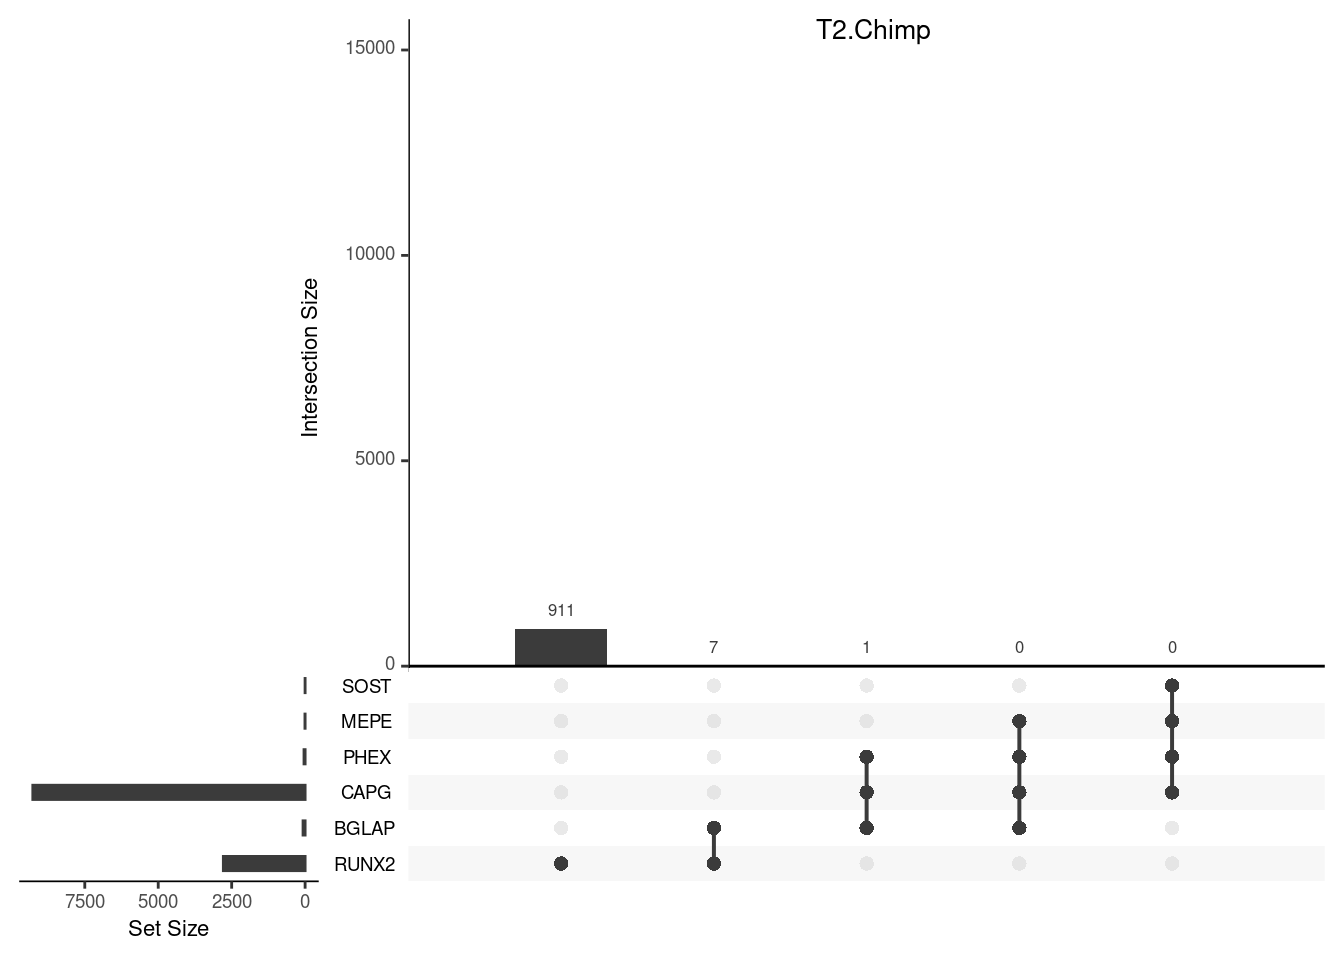 T2.Chimp
15000
10000
5000
0
Intersection Size
911
7
1
0
0
SOST
MEPE
PHEX
CAPG
BGLAP
RUNX2
7500 5000 2500 0
Set Size